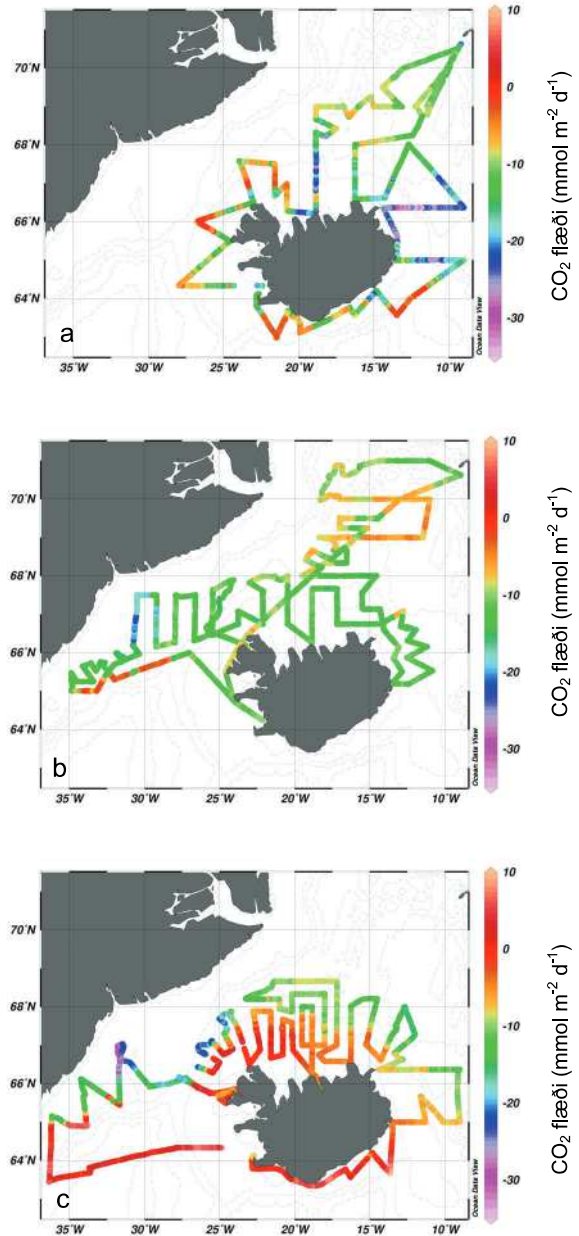 70˚N
68˚N
66˚N
64˚N
a
35˚W 30˚W 25˚W 20˚W 15˚W 10˚W
Ocean Data View
10
0
-10
-20
-30
CO2 flæði (mmol m-2 d-1)
70˚N
68˚N
66˚N
64˚N
b
35˚W 30˚W 25˚W 20˚W 15˚W 10˚W
Ocean Data View
10
0
-10
-20
-30
CO2 flæði (mmol m-2 d-1)
70˚N
68˚N
66˚N
64˚N
c
35˚W 30˚W 25˚W 20˚W 15˚W 10˚W
Ocean Data View
10
0
-10
-20
-30
CO2 flæði (mmol m-2 d-1)